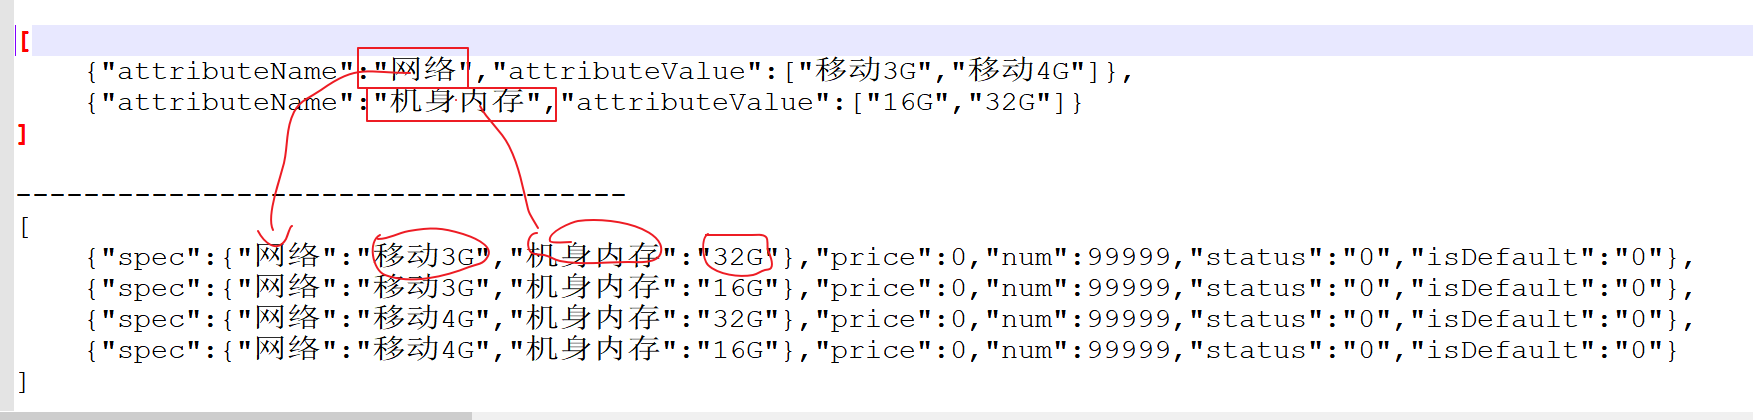 [
{"attributeName":"网络","attributeValue":["移动3G","移动4G"]},
{"attributeName":"机身内存","attributeValue":["16G","32G"]}
]
------------------------------------
[
{"spec":{"网络":"移动3G","机身内存":"32G"},"price":0,"num":99999,"status":"0","isDefault":"0"},
{"spec":{"网络":"移动3G","机身内存":"16G"},"price":0,"num":99999,"status":"0","isDefault":"0"},
{"spec":{"网络":"移动4G","机身内存":"32G"},"price":0,"num":99999,"status":"0","isDefault":"0"},
{"spec":{"网络":"移动4G","机身内存":"16G"},"price":0,"num":99999,"status":"0","isDefault":"0"}
]